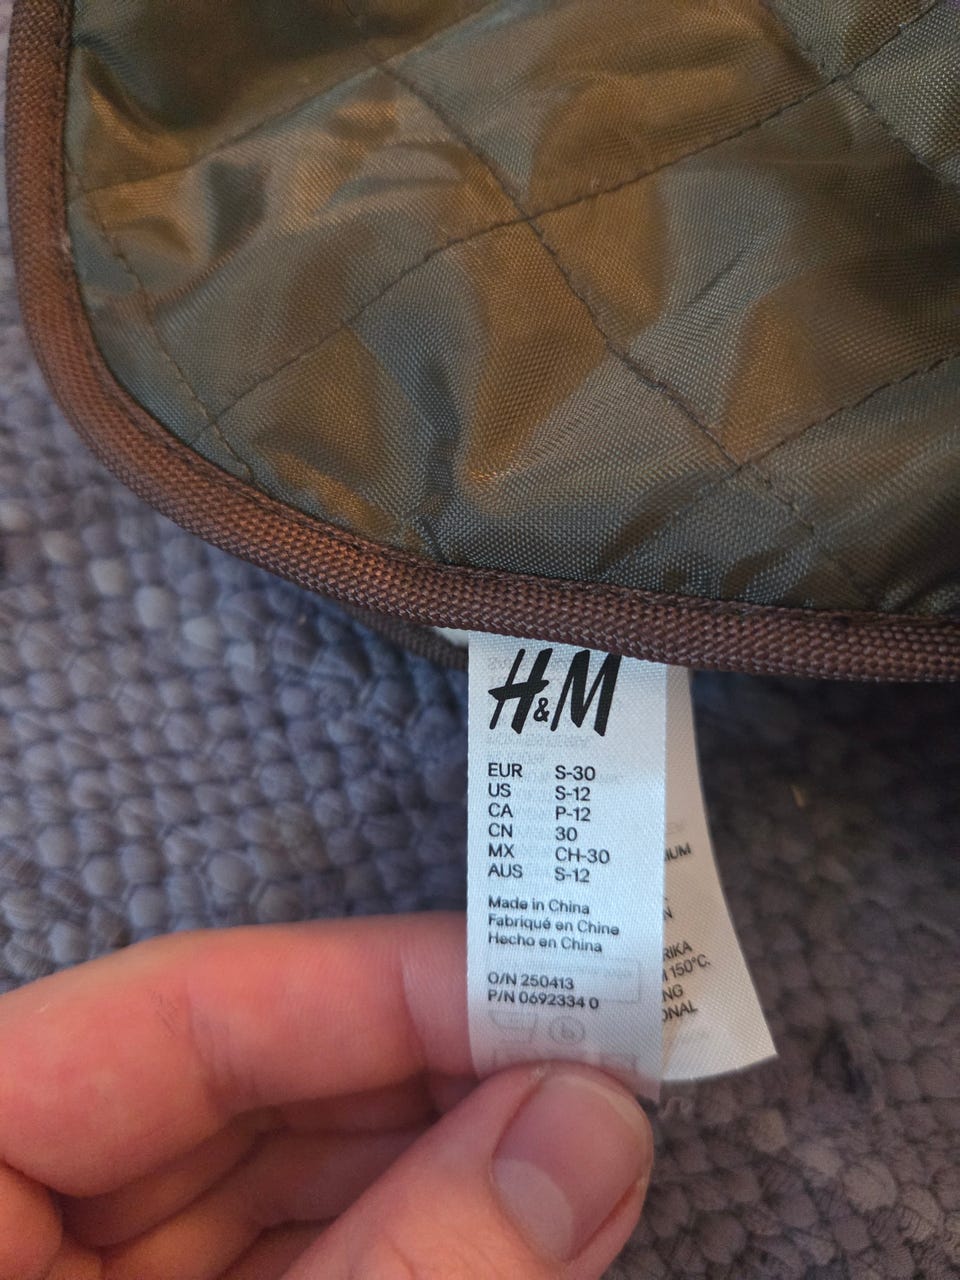 H&M
EUR S-30
US S-12
CA P-12
CN 30
MX CH-30
AUS S-12
Made in China
Fabriqué en Chine
Hecho en China
O/N 250413
P/N 0692334 0
150°C.